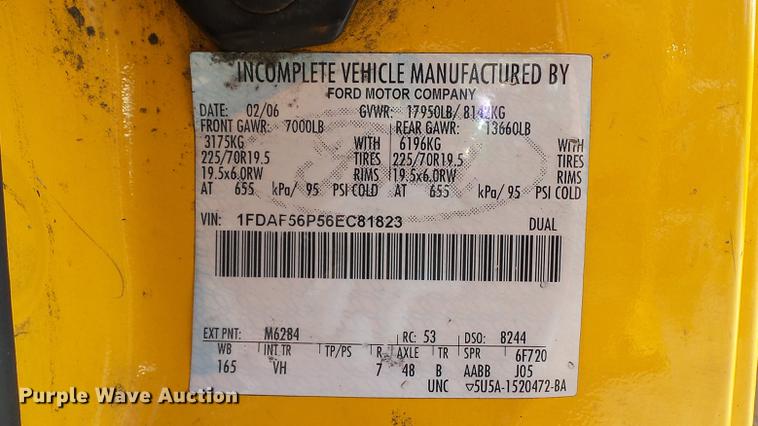 INCOMPLETE VEHICLE MANUFACTURED BY
FORD MOTOR COMPANY
DATE: 02/06 GVWR: 17950LB/ 8142KG
FRONT GAWR: 7000LB REAR GAWR: 13660LB
3175KG WITH 6196KG WITH
225/70R19.5 TIRES 225/70R19.5 TIRES
19.5x6.0RW RIMS 19.5x6.0RW RIMS
AT 655 kPa/ 95 PSI COLD AT 655 kPa/ 95 PSI COLD
VIN: 1FDAF56P56EC81823 DUAL
EXT PNT: M6284 RC: 53 DSO: 8244
WB INT TR TP/PS R AXLE TR SPR 6F720
165 VH 7 48 B AABB J05
UNC ▽5U5A-1520472-BA
Purple Wave Auction